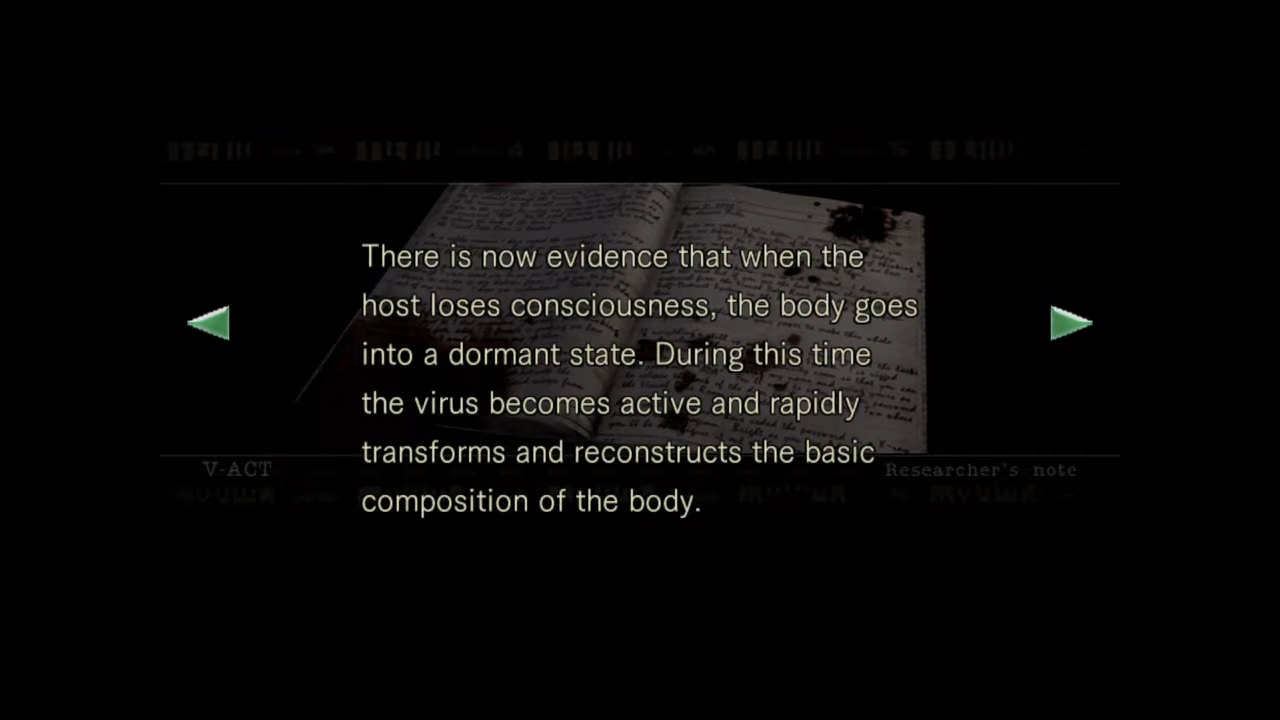 There is now evidence that when the
host loses consciousness, the body goes
into a dormant state. During this time
the virus becomes active and rapidly
transforms and reconstructs the basic
composition of the body.
V-ACT
Researcher's note